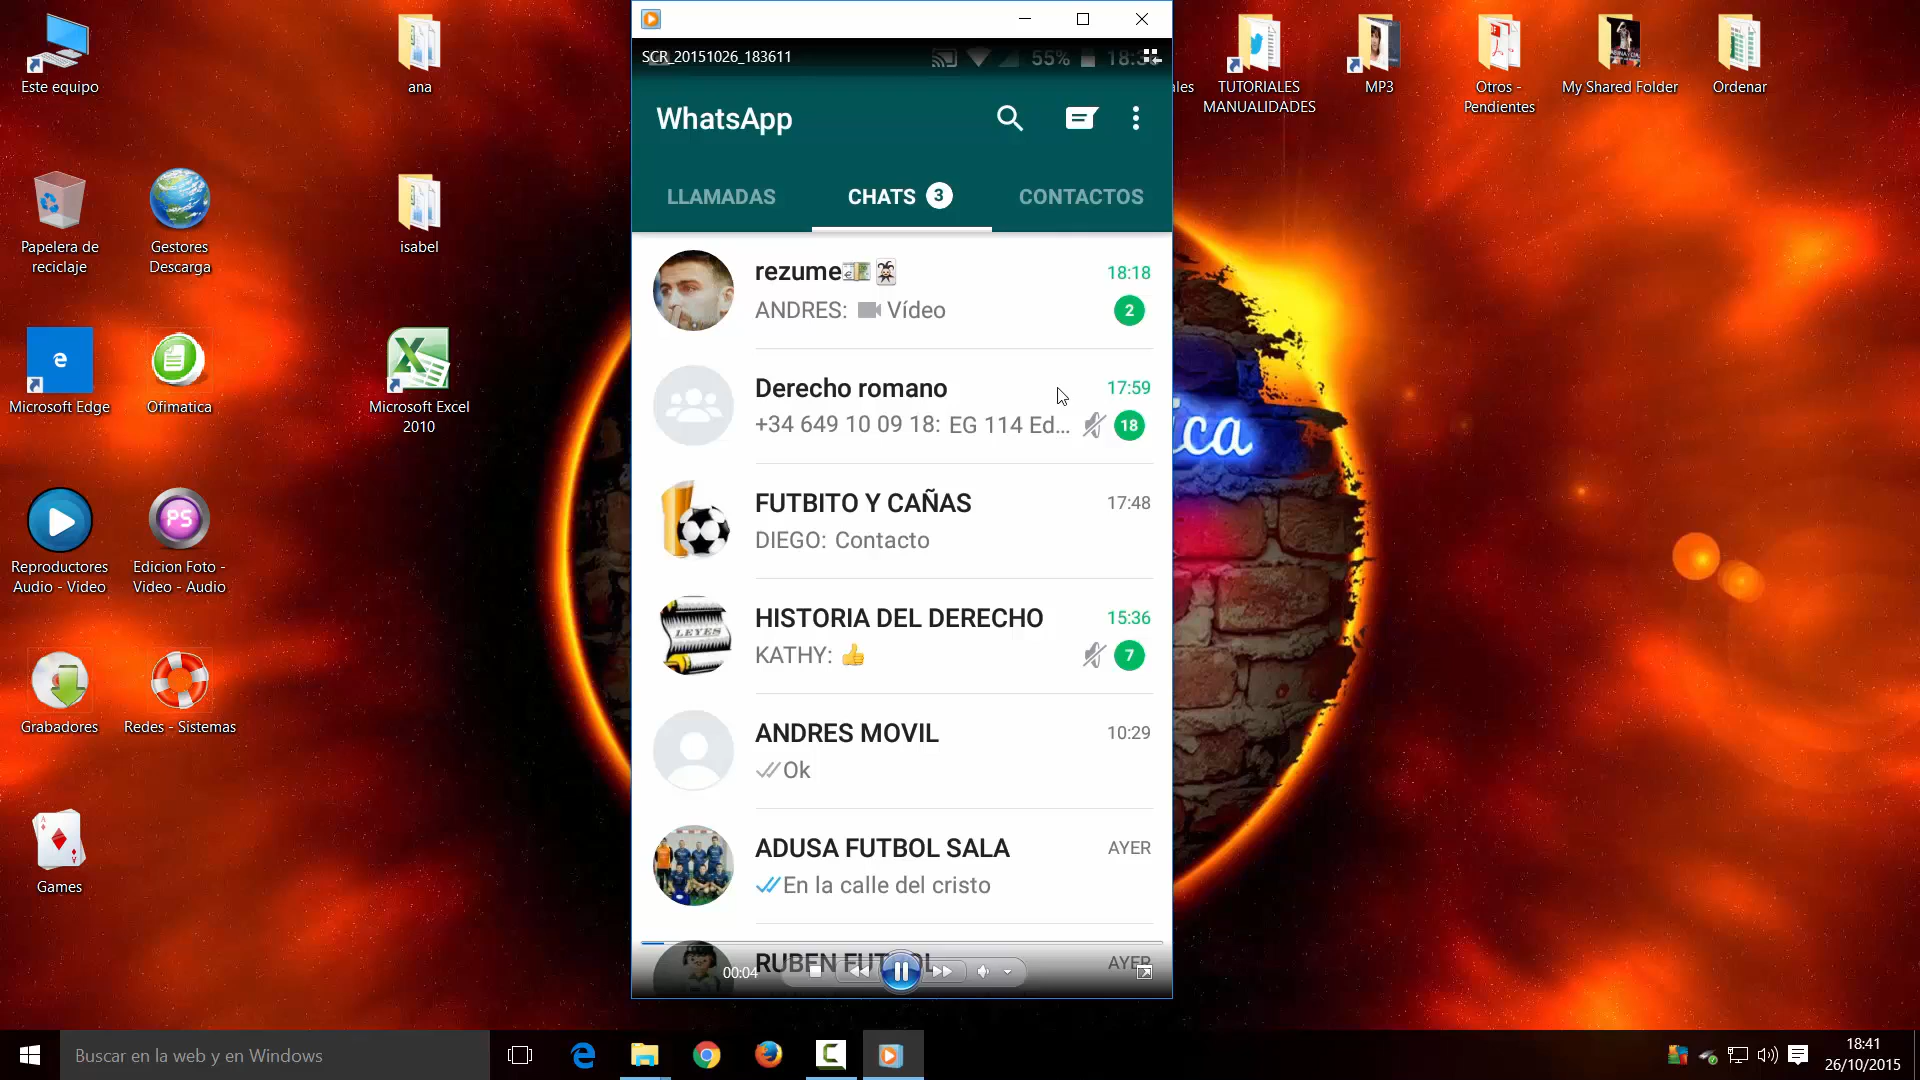 Este equipo
ana
Papelera de
reciclaje
Gestores
Descarga
isabel
Microsoft Edge
Ofimatica
Microsoft Excel
2010
Reproductores
Audio - Video
PS
Edicion Foto -
Video - Audio
Grabadores
Redes - Sistemas
Games
SCR_20151026_183611
55%
WhatsApp
LLAMADAS
CHATS 3
CONTACTOS
rezume
18:18
ANDRES: Vídeo
2
Derecho romano
17:59
+34 649 10 09 18: EG 114 Ed...
18
FUTBITO Y CAÑAS
17:48
DIEGO: Contacto
LEYES
HISTORIA DEL DERECHO
15:36
KATHY:
7
ANDRES MOVIL
10:29
Ok
ADUSA FUTBOL SALA
AYER
En la calle del cristo
RUBEN FUTBOL
AYER
00:04
TUTORIALES
MANUALIDADES
MP3
Otros -
Pendientes
My Shared Folder
Ordenar
Buscar en la web y en Windows
18:41
26/10/2015